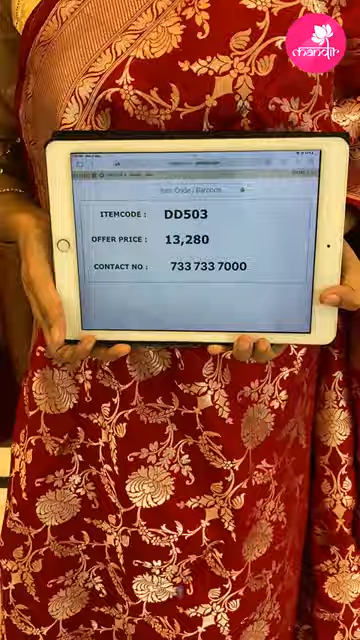 mandir
Item Code / Barcode
ITEMCODE : DD503
OFFER PRICE : 13,280
CONTACT NO : 733 733 7000